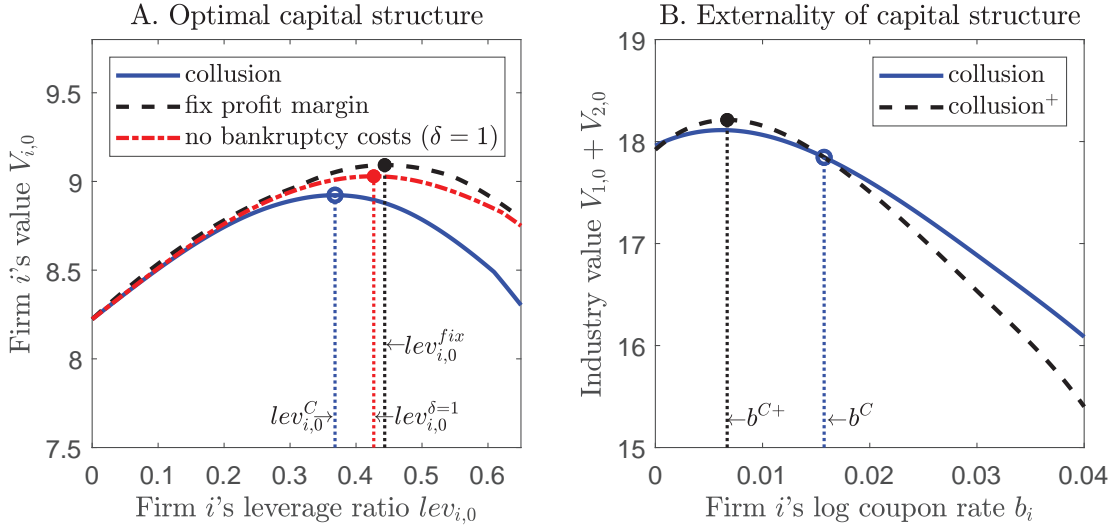 A. Optimal capital structure
9.5
9
8.5
8
7.5
0 0.1 0.2 0.3 0.4 0.5 0.6
Firm i's value V_{i,0}
Firm i's leverage ratio lev_{i,0}
collusion
fix profit margin
no bankruptcy costs (δ = 1)
←lev_{i,0}^{fix}
lev_{i,0}^{C}→
←lev_{i,0}^{δ=1}
B. Externality of capital structure
19
18
17
16
15
0 0.01 0.02 0.03 0.04
Industry value V_{1,0} + V_{2,0}
Firm i's log coupon rate b_i
collusion
collusion^+
←b^{C+}
←b^C